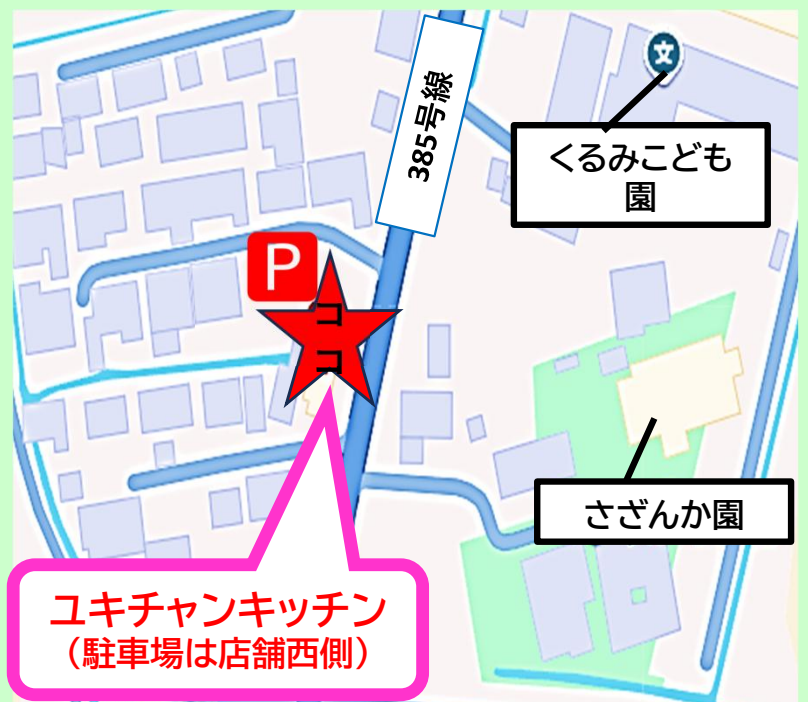 385号線
文
くるみこども
園
P
ココ
さざんか園
ユキチャンキッチン
（駐車場は店舗西側）